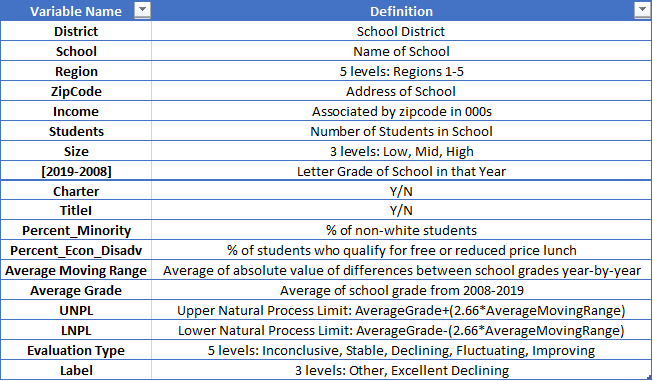 Variable Name Definition
District School District
School Name of School
Region 5 levels: Regions 1-5
ZipCode Address of School
Income Associated by zipcode in 000s
Students Number of Students in School
Size 3 levels: Low, Mid, High
[2019-2008] Letter Grade of School in that Year
Charter Y/N
TitleI Y/N
Percent_Minority % of non-white students
Percent_Econ_Disadv % of students who qualify for free or reduced price lunch
Average Moving Range Average of absolute value of differences between school grades year-by-year
Average Grade Average of school grade from 2008-2019
UNPL Upper Natural Process Limit: AverageGrade+(2.66*AverageMovingRange)
LNPL Lower Natural Process Limit: AverageGrade-(2.66*AverageMovingRange)
Evaluation Type 5 levels: Inconclusive, Stable, Declining, Fluctuating, Improving
Label 3 levels: Other, Excellent Declining